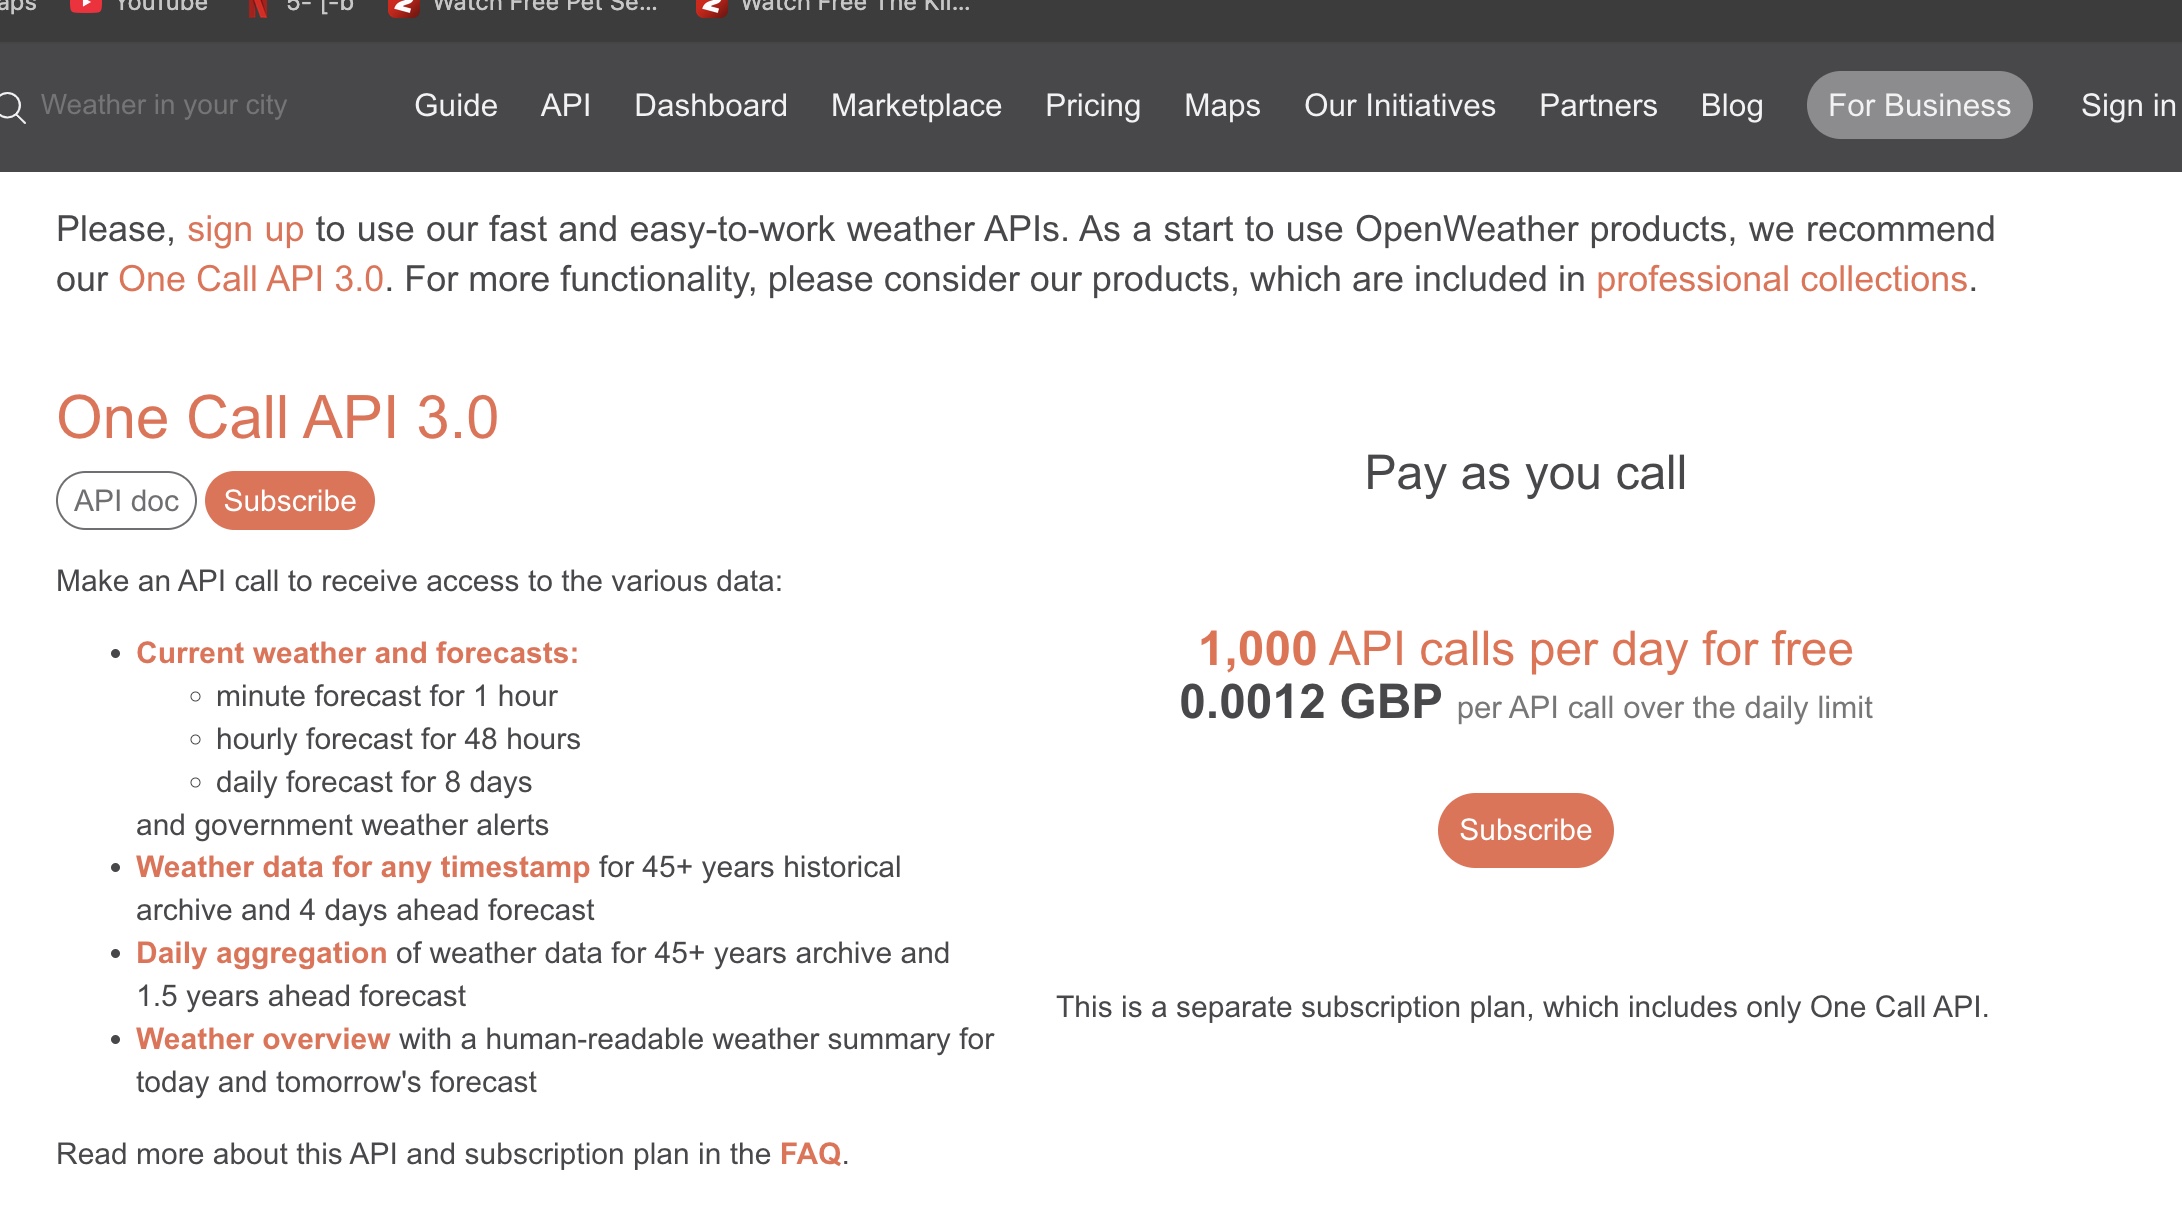 aps YouTube 5- [-b Watch Free Pet Se... Watch Free The Kil...
Weather in your city Guide API Dashboard Marketplace Pricing Maps Our Initiatives Partners Blog For Business Sign in
Please, sign up to use our fast and easy-to-work weather APIs. As a start to use OpenWeather products, we recommend
our One Call API 3.0. For more functionality, please consider our products, which are included in professional collections.
One Call API 3.0
API doc Subscribe
Make an API call to receive access to the various data:
• Current weather and forecasts:
◦ minute forecast for 1 hour
◦ hourly forecast for 48 hours
◦ daily forecast for 8 days
and government weather alerts
• Weather data for any timestamp for 45+ years historical
archive and 4 days ahead forecast
• Daily aggregation of weather data for 45+ years archive and
1.5 years ahead forecast
• Weather overview with a human-readable weather summary for
today and tomorrow's forecast
Read more about this API and subscription plan in the FAQ.
Pay as you call
1,000 API calls per day for free
0.0012 GBP per API call over the daily limit
Subscribe
This is a separate subscription plan, which includes only One Call API.